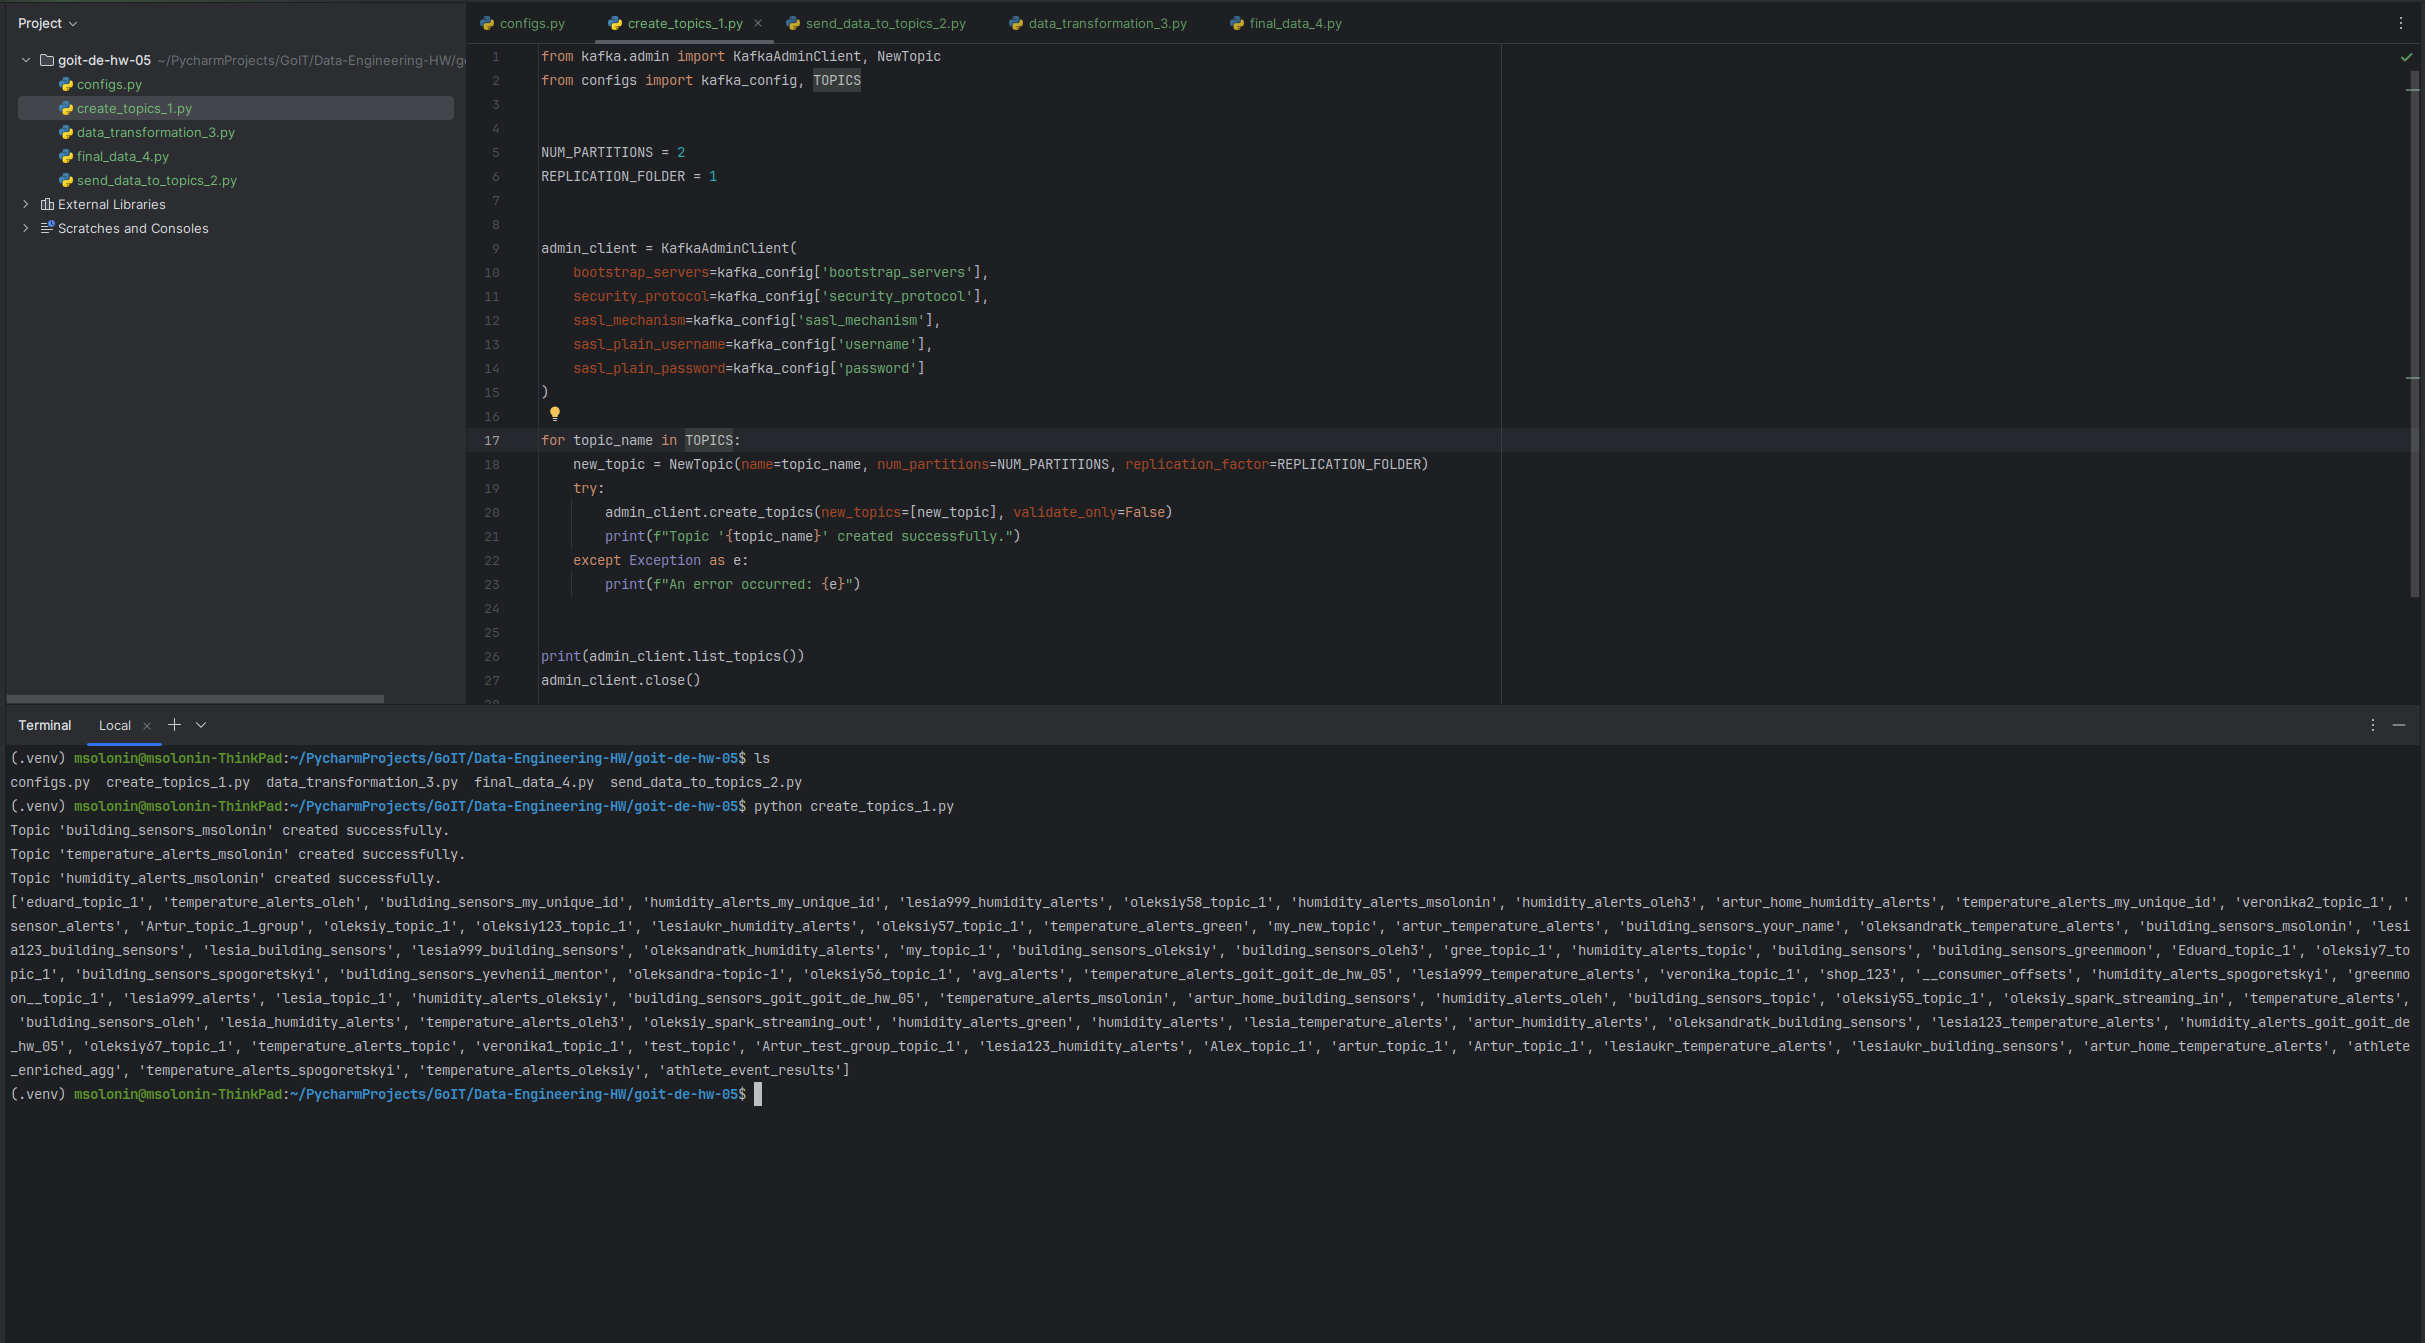 Project
goit-de-hw-05 ~/PycharmProjects/GoIT/Data-Engineering-HW/g
configs.py
create_topics_1.py
data_transformation_3.py
final_data_4.py
send_data_to_topics_2.py
External Libraries
Scratches and Consoles
configs.py create_topics_1.py send_data_to_topics_2.py data_transformation_3.py final_data_4.py
1 from kafka.admin import KafkaAdminClient, NewTopic
2 from configs import kafka_config, TOPICS
3
4
5 NUM_PARTITIONS = 2
6 REPLICATION_FOLDER = 1
7
8
9 admin_client = KafkaAdminClient(
10 bootstrap_servers=kafka_config['bootstrap_servers'],
11 security_protocol=kafka_config['security_protocol'],
12 sasl_mechanism=kafka_config['sasl_mechanism'],
13 sasl_plain_username=kafka_config['username'],
14 sasl_plain_password=kafka_config['password']
15 )
16
17 for topic_name in TOPICS:
18 new_topic = NewTopic(name=topic_name, num_partitions=NUM_PARTITIONS, replication_factor=REPLICATION_FOLDER)
19 try:
20 admin_client.create_topics(new_topics=[new_topic], validate_only=False)
21 print(f"Topic '{topic_name}' created successfully.")
22 except Exception as e:
23 print(f"An error occurred: {e}")
24
25
26 print(admin_client.list_topics())
27 admin_client.close()
28
Terminal Local
(.venv) msolonin@msolonin-ThinkPad:~/PycharmProjects/GoIT/Data-Engineering-HW/goit-de-hw-05$ ls
configs.py create_topics_1.py data_transformation_3.py final_data_4.py send_data_to_topics_2.py
(.venv) msolonin@msolonin-ThinkPad:~/PycharmProjects/GoIT/Data-Engineering-HW/goit-de-hw-05$ python create_topics_1.py
Topic 'building_sensors_msolonin' created successfully.
Topic 'temperature_alerts_msolonin' created successfully.
Topic 'humidity_alerts_msolonin' created successfully.
['eduard_topic_1', 'temperature_alerts_oleh', 'building_sensors_my_unique_id', 'humidity_alerts_my_unique_id', 'lesia999_humidity_alerts', 'oleksiy58_topic_1', 'humidity_alerts_msolonin', 'humidity_alerts_oleh3', 'artur_home_humidity_alerts', 'temperature_alerts_my_unique_id', 'veronika2_topic_1', '
sensor_alerts', 'Artur_topic_1_group', 'oleksiy_topic_1', 'oleksiy123_topic_1', 'lesiaukr_humidity_alerts', 'oleksiy57_topic_1', 'temperature_alerts_green', 'my_new_topic', 'artur_temperature_alerts', 'building_sensors_your_name', 'oleksandratk_temperature_alerts', 'building_sensors_msolonin', 'lesi
a123_building_sensors', 'lesia_building_sensors', 'lesia999_building_sensors', 'oleksandratk_humidity_alerts', 'my_topic_1', 'building_sensors_oleksiy', 'building_sensors_oleh3', 'gree_topic_1', 'humidity_alerts_topic', 'building_sensors', 'building_sensors_greenmoon', 'Eduard_topic_1', 'oleksiy7_to
pic_1', 'building_sensors_spogoretskyi', 'building_sensors_yevhenii_mentor', 'oleksandra-topic-1', 'oleksiy56_topic_1', 'avg_alerts', 'temperature_alerts_goit_goit_de_hw_05', 'lesia999_temperature_alerts', 'veronika_topic_1', 'shop_123', '__consumer_offsets', 'humidity_alerts_spogoretskyi', 'greenmo
on__topic_1', 'lesia999_alerts', 'lesia_topic_1', 'humidity_alerts_oleksiy', 'building_sensors_goit_goit_de_hw_05', 'temperature_alerts_msolonin', 'artur_home_building_sensors', 'humidity_alerts_oleh', 'building_sensors_topic', 'oleksiy55_topic_1', 'oleksiy_spark_streaming_in', 'temperature_alerts',
'building_sensors_oleh', 'lesia_humidity_alerts', 'temperature_alerts_oleh3', 'oleksiy_spark_streaming_out', 'humidity_alerts_green', 'humidity_alerts', 'lesia_temperature_alerts', 'artur_humidity_alerts', 'oleksandratk_building_sensors', 'lesia123_temperature_alerts', 'humidity_alerts_goit_goit_de
_hw_05', 'oleksiy67_topic_1', 'temperature_alerts_topic', 'veronika1_topic_1', 'test_topic', 'Artur_test_group_topic_1', 'lesia123_humidity_alerts', 'Alex_topic_1', 'artur_topic_1', 'Artur_topic_1', 'lesiaukr_temperature_alerts', 'lesiaukr_building_sensors', 'artur_home_temperature_alerts', 'athlete
_enriched_agg', 'temperature_alerts_spogoretskyi', 'temperature_alerts_oleksiy', 'athlete_event_results']
(.venv) msolonin@msolonin-ThinkPad:~/PycharmProjects/GoIT/Data-Engineering-HW/goit-de-hw-05$